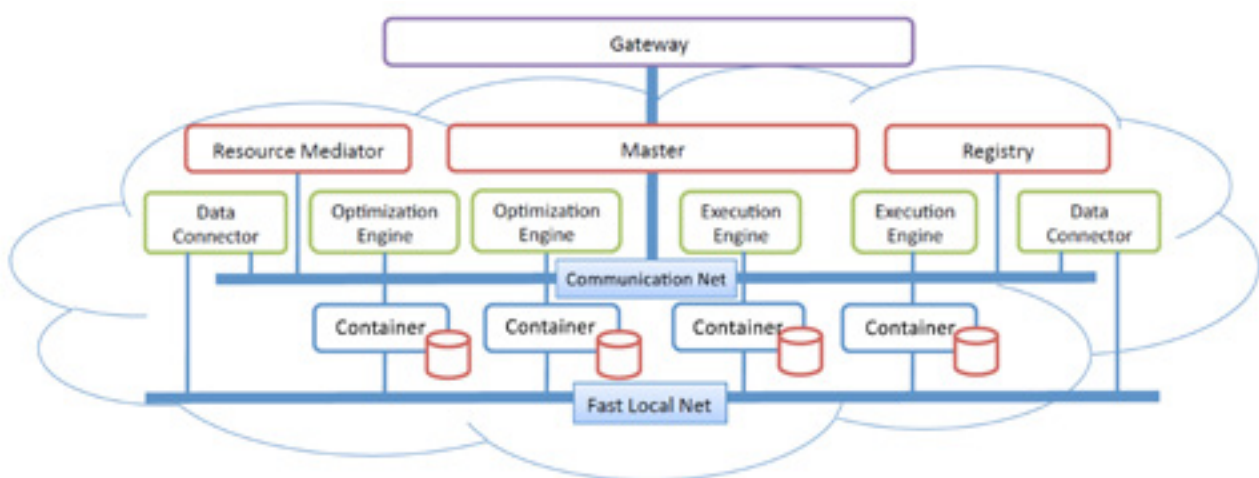 Gateway
Resource Mediator
Master
Registry
Data
Connector
Optimization
Engine
Optimization
Engine
Execution
Engine
Execution
Engine
Data
Connector
Communication Net
Container
Container
Container
Container
Fast Local Net